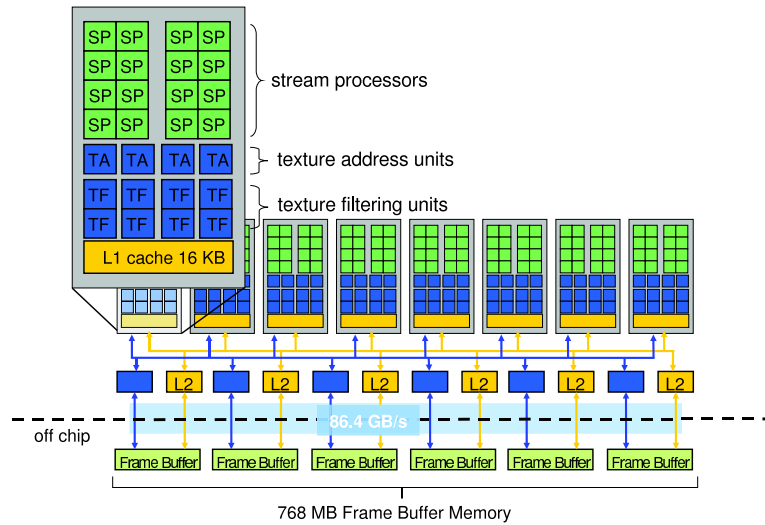 SP SP SP SP
SP SP SP SP
SP SP SP SP
SP SP SP SP
stream processors
TA TA TA TA
texture address units
TF TF TF TF
TF TF TF TF
texture filtering units
L1 cache 16 KB
L2 L2 L2 L2 L2 L2
86.4 GB/s
off chip
Frame Buffer Frame Buffer Frame Buffer Frame Buffer Frame Buffer Frame Buffer
768 MB Frame Buffer Memory